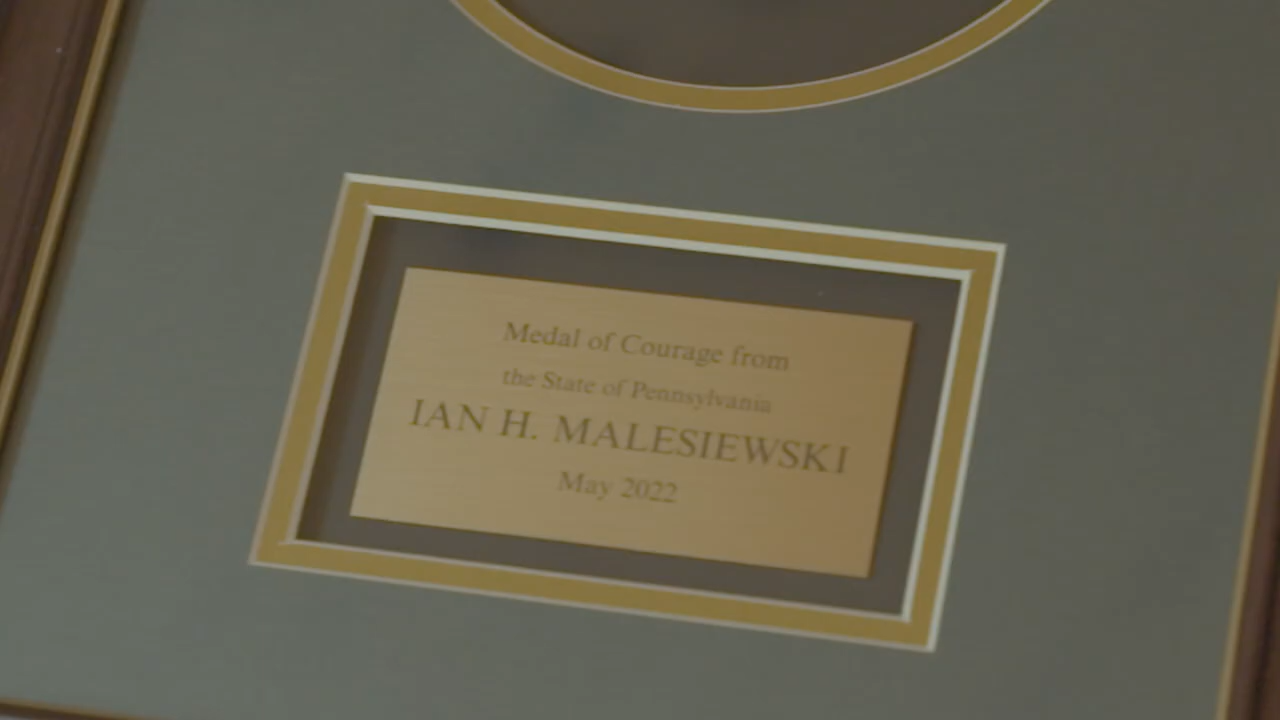 Medal of Courage from
the State of Pennsylvania
IAN H. MALESIEWSKI
May 2022